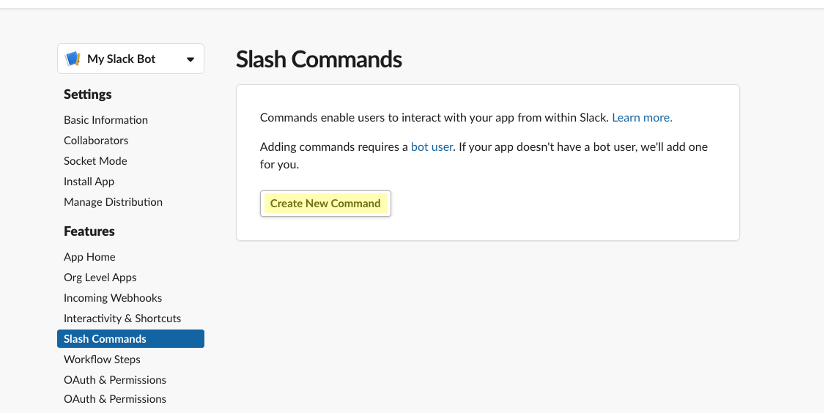 My Slack Bot
Settings
Basic Information
Collaborators
Socket Mode
Install App
Manage Distribution
Features
App Home
Org Level Apps
Incoming Webhooks
Interactivity & Shortcuts
Slash Commands
Workflow Steps
OAuth & Permissions
OAuth & Permissions
Slash Commands
Commands enable users to interact with your app from within Slack. Learn more.
Adding commands requires a bot user. If your app doesn't have a bot user, we'll add one
for you.
Create New Command